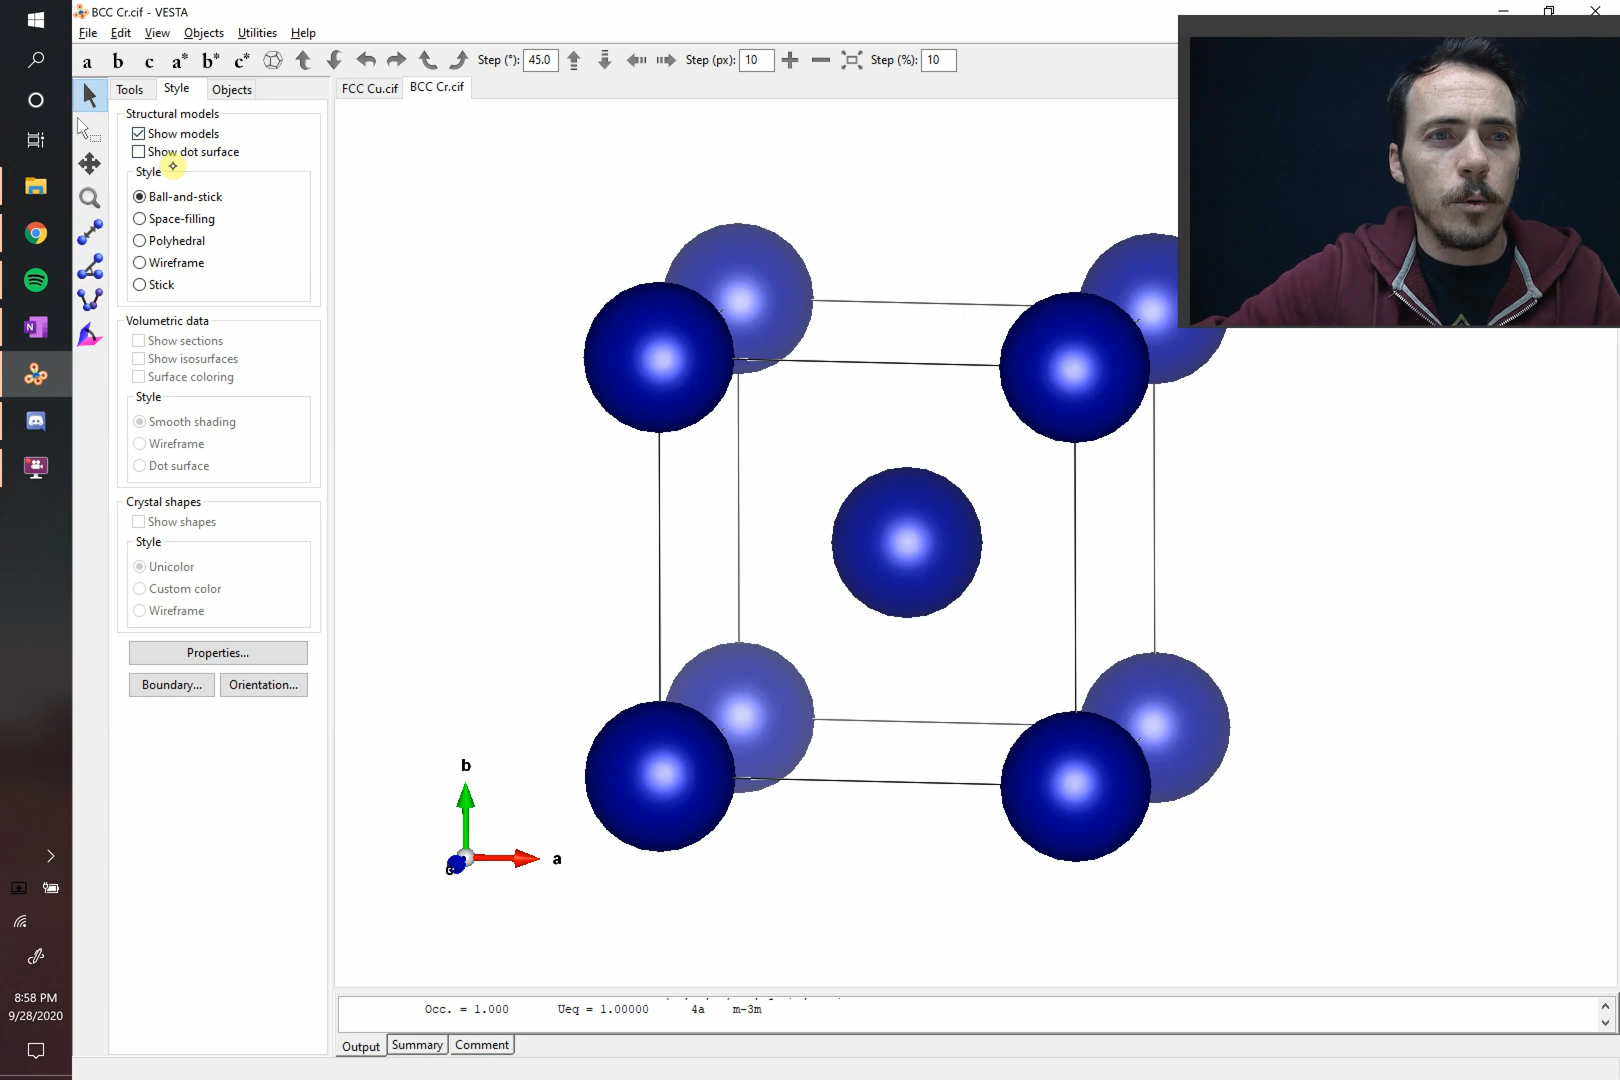 BCC Cr.cif - VESTA
File Edit View Objects Utilities Help
a b c a* b* c* Step (°): 45.0 Step (px): 10 Step (%): 10
Tools Style Objects
FCC Cu.cif BCC Cr.cif
Structural models
Show models
Show dot surface
Style
Ball-and-stick
Space-filling
Polyhedral
Wireframe
Stick
Volumetric data
Show sections
Show isosurfaces
Surface coloring
Style
Smooth shading
Wireframe
Dot surface
Crystal shapes
Show shapes
Style
Unicolor
Custom color
Wireframe
Properties...
Boundary... Orientation...
b
a
8:58 PM
9/28/2020
Occ. = 1.000 Ueq = 1.00000 4a m-3m
Output Summary Comment